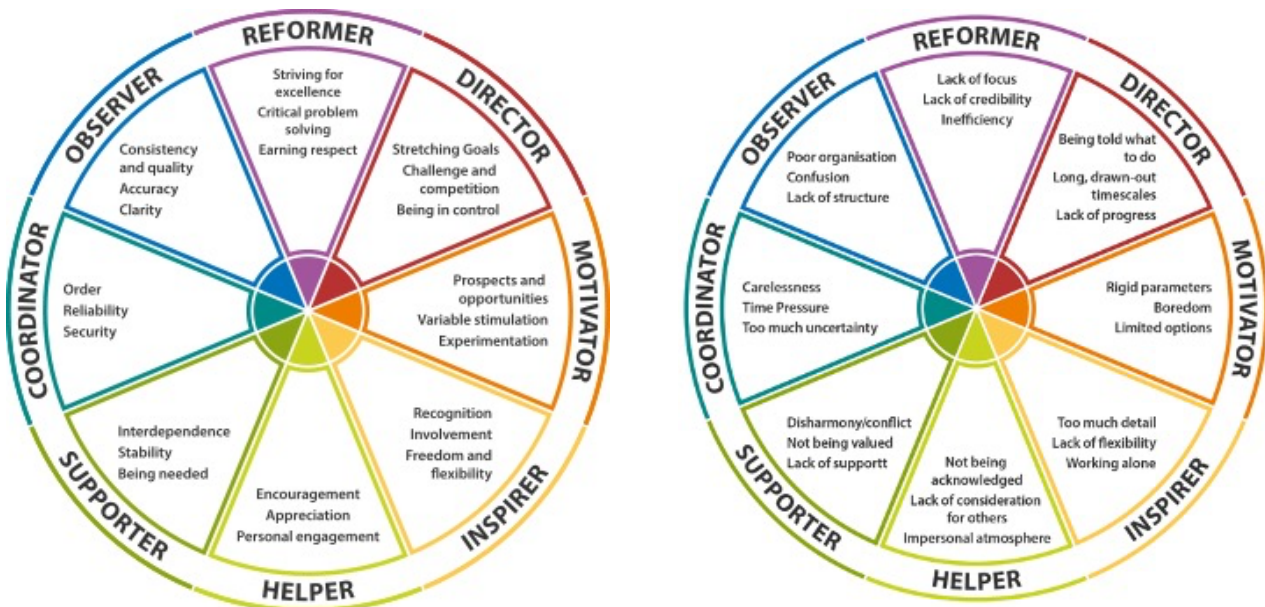 REFORMER
Striving for
excellence
Critical problem
solving
Earning respect
DIRECTOR
Stretching Goals
Challenge and
competition
Being in control
MOTIVATOR
Prospects and
opportunities
Variable stimulation
Experimentation
INSPIRER
Recognition
Involvement
Freedom and
flexibility
HELPER
Encouragement
Appreciation
Personal engagement
SUPPORTER
Interdependence
Stability
Being needed
COORDINATOR
Order
Reliability
Security
OBSERVER
Consistency
and quality
Accuracy
Clarity
REFORMER
Lack of focus
Lack of credibility
Inefficiency
DIRECTOR
Being told what
to do
Long, drawn-out
timescales
Lack of progress
MOTIVATOR
Rigid parameters
Boredom
Limited options
INSPIRER
Too much detail
Lack of flexibility
Working alone
HELPER
Not being
acknowledged
Lack of consideration
for others
Impersonal atmosphere
SUPPORTER
Disharmony/conflict
Not being valued
Lack of supportt
COORDINATOR
Carelessness
Time Pressure
Too much uncertainty
OBSERVER
Poor organisation
Confusion
Lack of structure